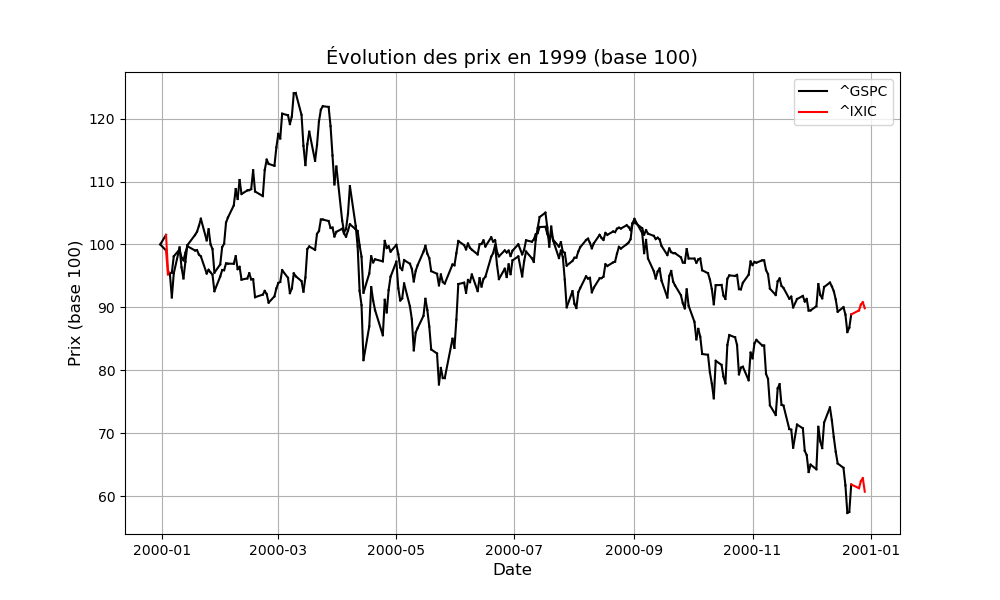 Évolution des prix en 1999 (base 100)
^GSPC
^IXIC
Prix (base 100)
120
110
100
90
80
70
60
2000-01
2000-03
2000-05
2000-07
2000-09
2000-11
2001-01
Date